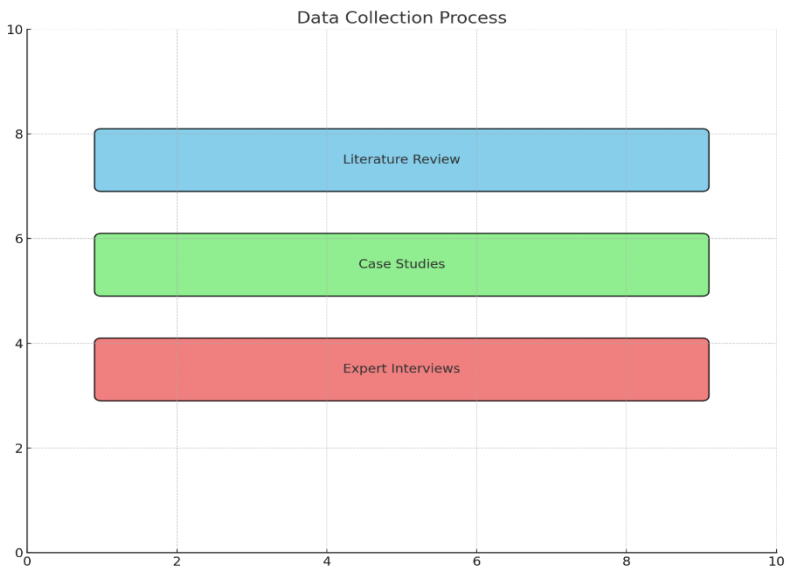 Data Collection Process
10
8
Literature Review
6
Case Studies
4
Expert Interviews
2
0
0 2 4 6 8 10